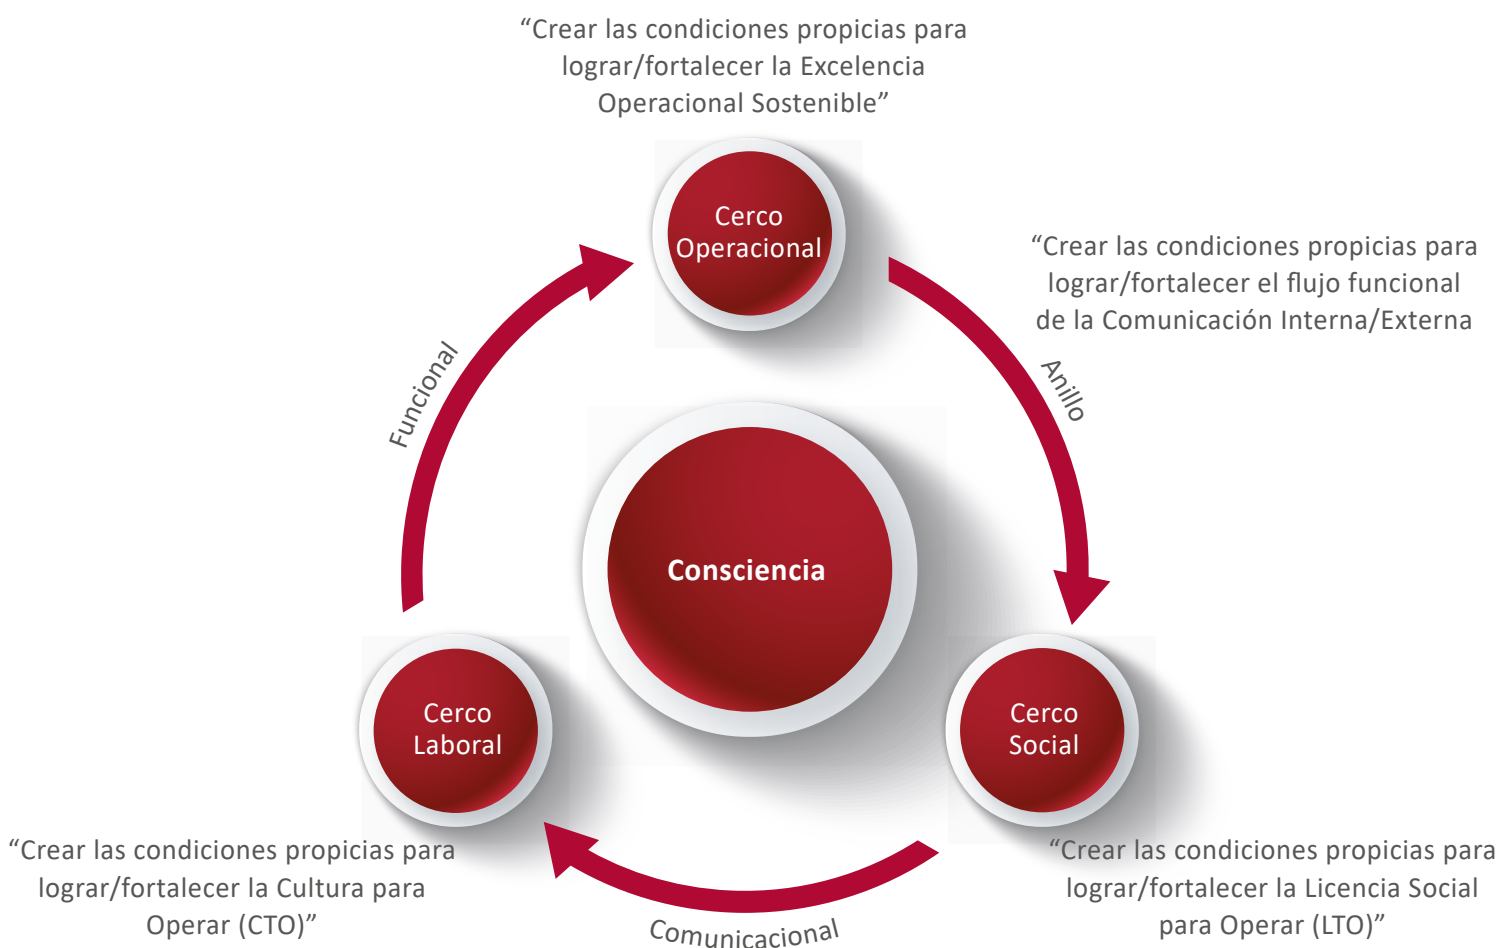 “Crear las condiciones propicias para
lograr/fortalecer la Excelencia
Operacional Sostenible”
Cerco
Operacional
“Crear las condiciones propicias para
lograr/fortalecer el flujo funcional
de la Comunicación Interna/Externa
Anillo
Funcional
Consciencia
Cerco
Laboral
Cerco
Social
“Crear las condiciones propicias para
lograr/fortalecer la Cultura para
Operar (CTO)”
Comunicacional
“Crear las condiciones propicias para
lograr/fortalecer la Licencia Social
para Operar (LTO)”